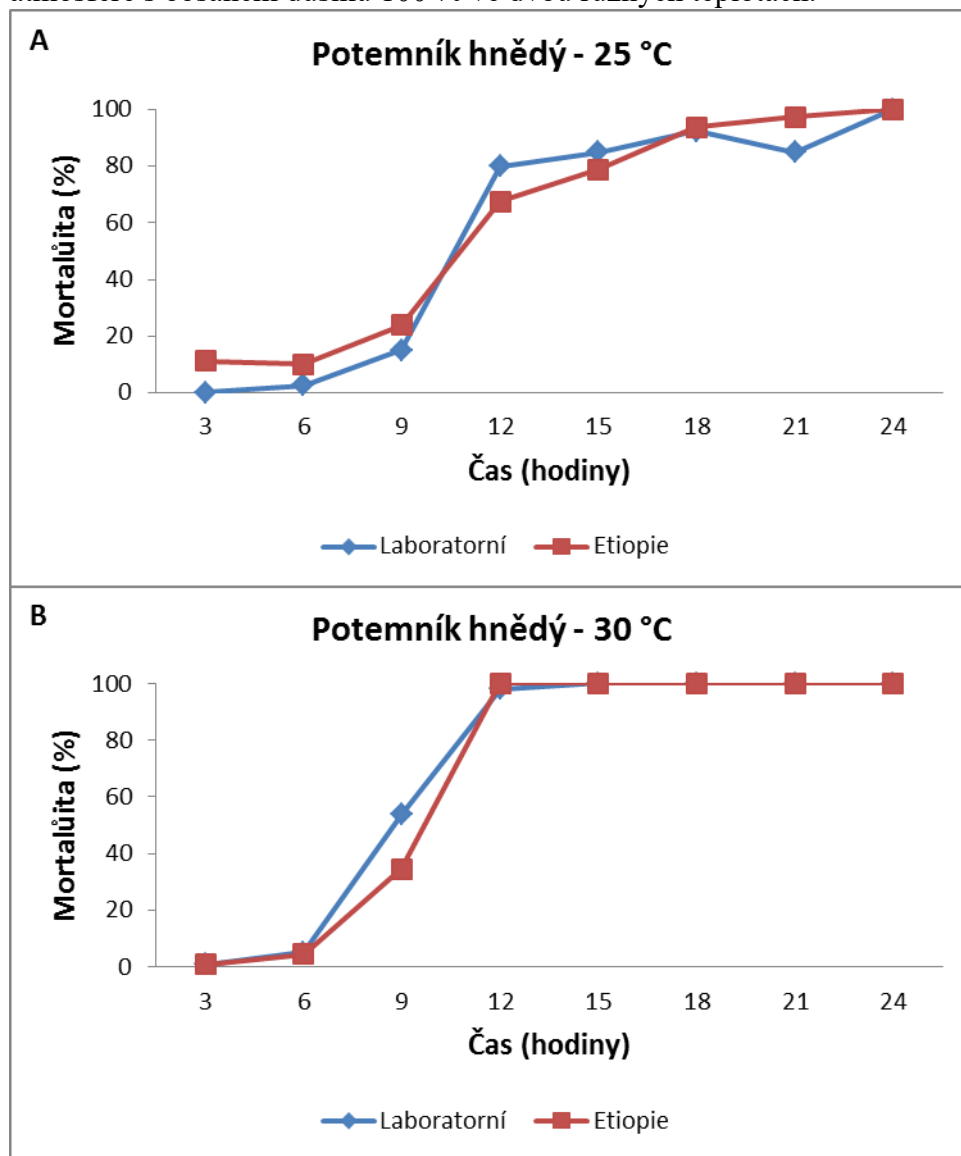 A
Potemník hnědý - 25 °C
Mortalůita (%)
100
80
60
40
20
0
3 6 9 12 15 18 21 24
Čas (hodiny)
Laboratorní Etiopie
B
Potemník hnědý - 30 °C
Mortalůita (%)
100
80
60
40
20
0
3 6 9 12 15 18 21 24
Čas (hodiny)
Laboratorní Etiopie